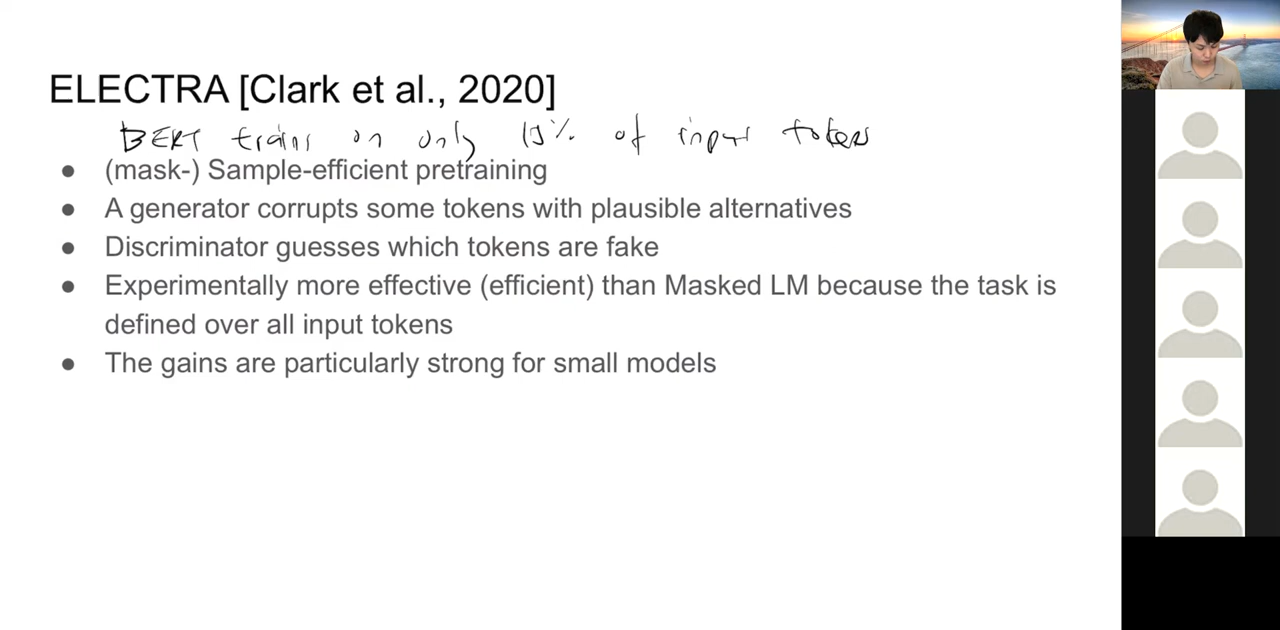 ELECTRA [Clark et al., 2020]
BERT trains on only 15% of input tokens
● (mask-) Sample-efficient pretraining
● A generator corrupts some tokens with plausible alternatives
● Discriminator guesses which tokens are fake
● Experimentally more effective (efficient) than Masked LM because the task is
defined over all input tokens
● The gains are particularly strong for small models